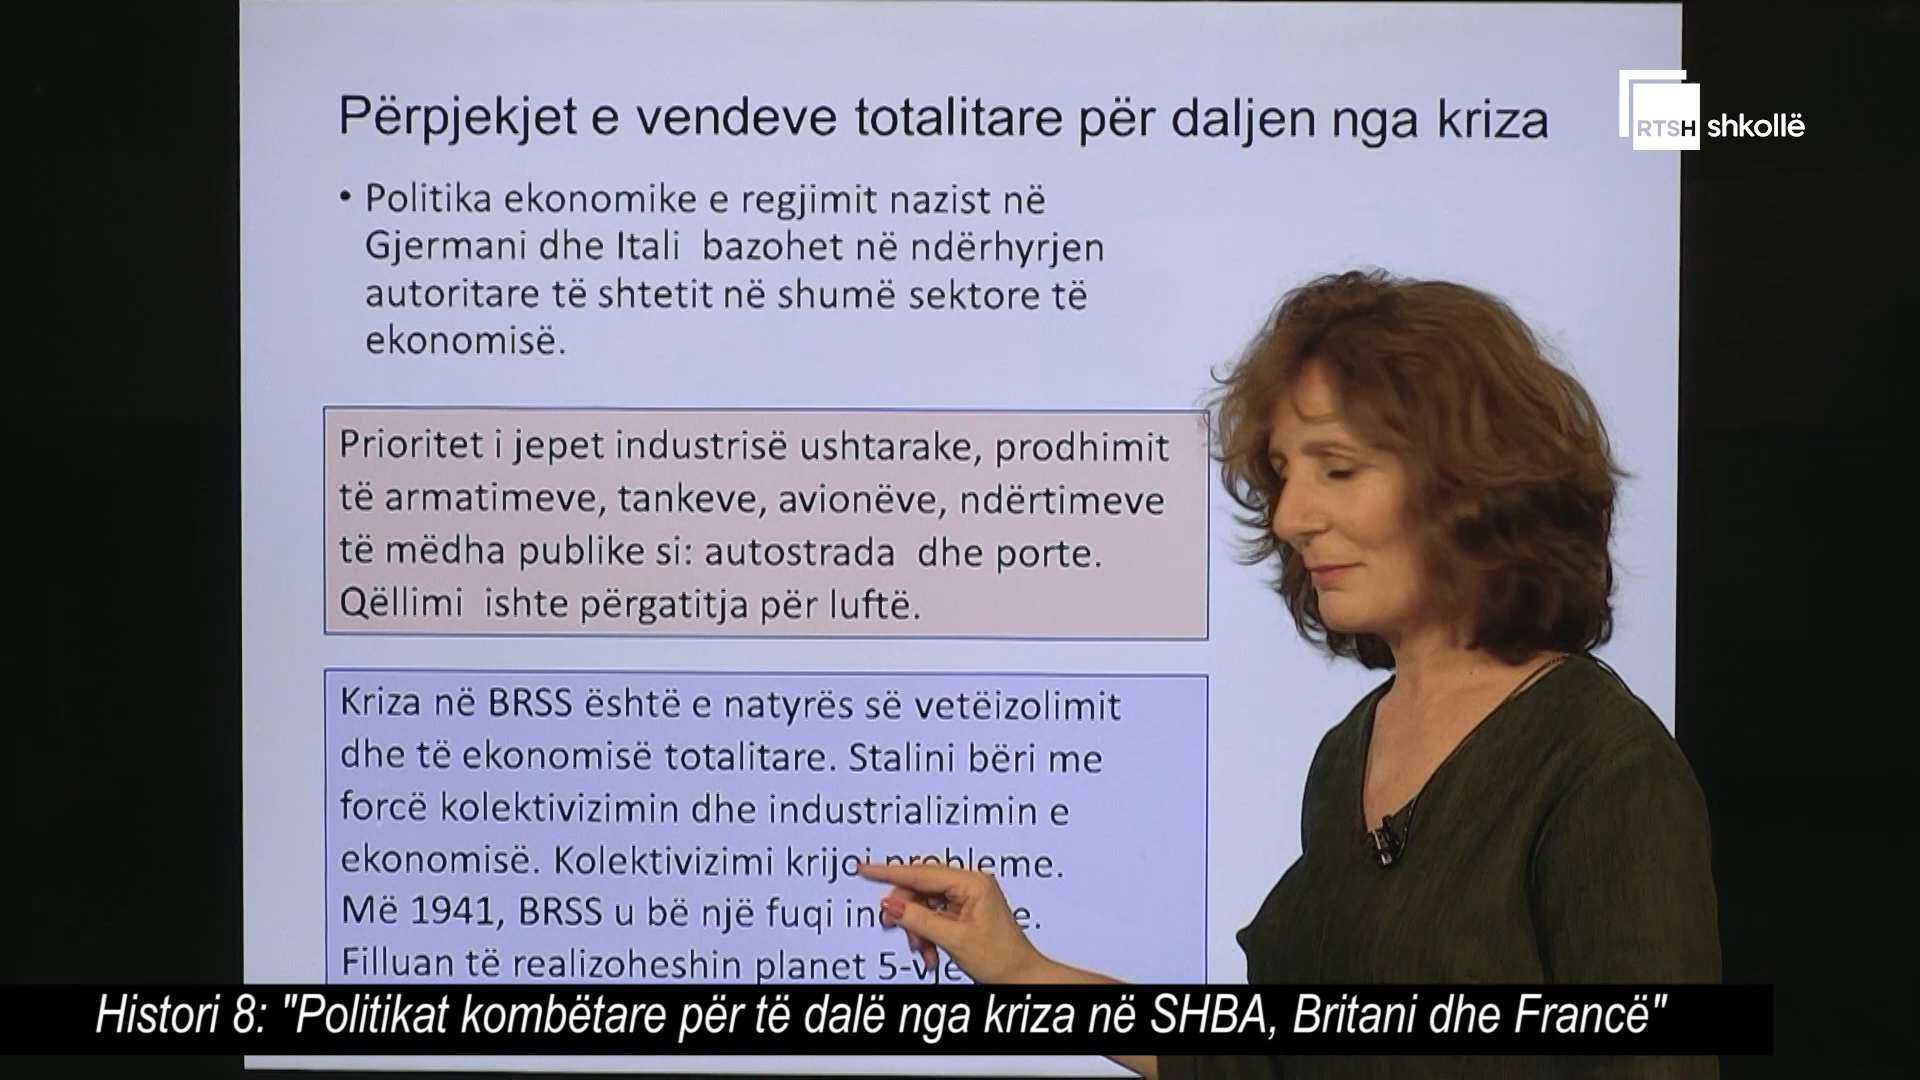 Përpjekjet e vendeve totalitare për daljen nga kriza
RTSH shkollë
• Politika ekonomike e regjimit nazist në
Gjermani dhe Itali bazohet në ndërhyrjen
autoritare të shtetit në shumë sektore të
ekonomisë.
Prioritet i jepet industrisë ushtarake, prodhimit
të armatimeve, tankeve, avionëve, ndërtimeve
të mëdha publike si: autostrada dhe porte.
Qëllimi ishte përgatitja për luftë.
Kriza në BRSS është e natyrës së vetëizolimit
dhe të ekonomisë totalitare. Stalini bëri me
forcë kolektivizimin dhe industrializimin e
ekonomisë. Kolektivizimi krijoi probleme.
Më 1941, BRSS u bë një fuqi
Filluan të realizoheshin planet
Histori 8: "Politikat kombëtare për të dalë nga kriza në SHBA, Britani dhe Francë"